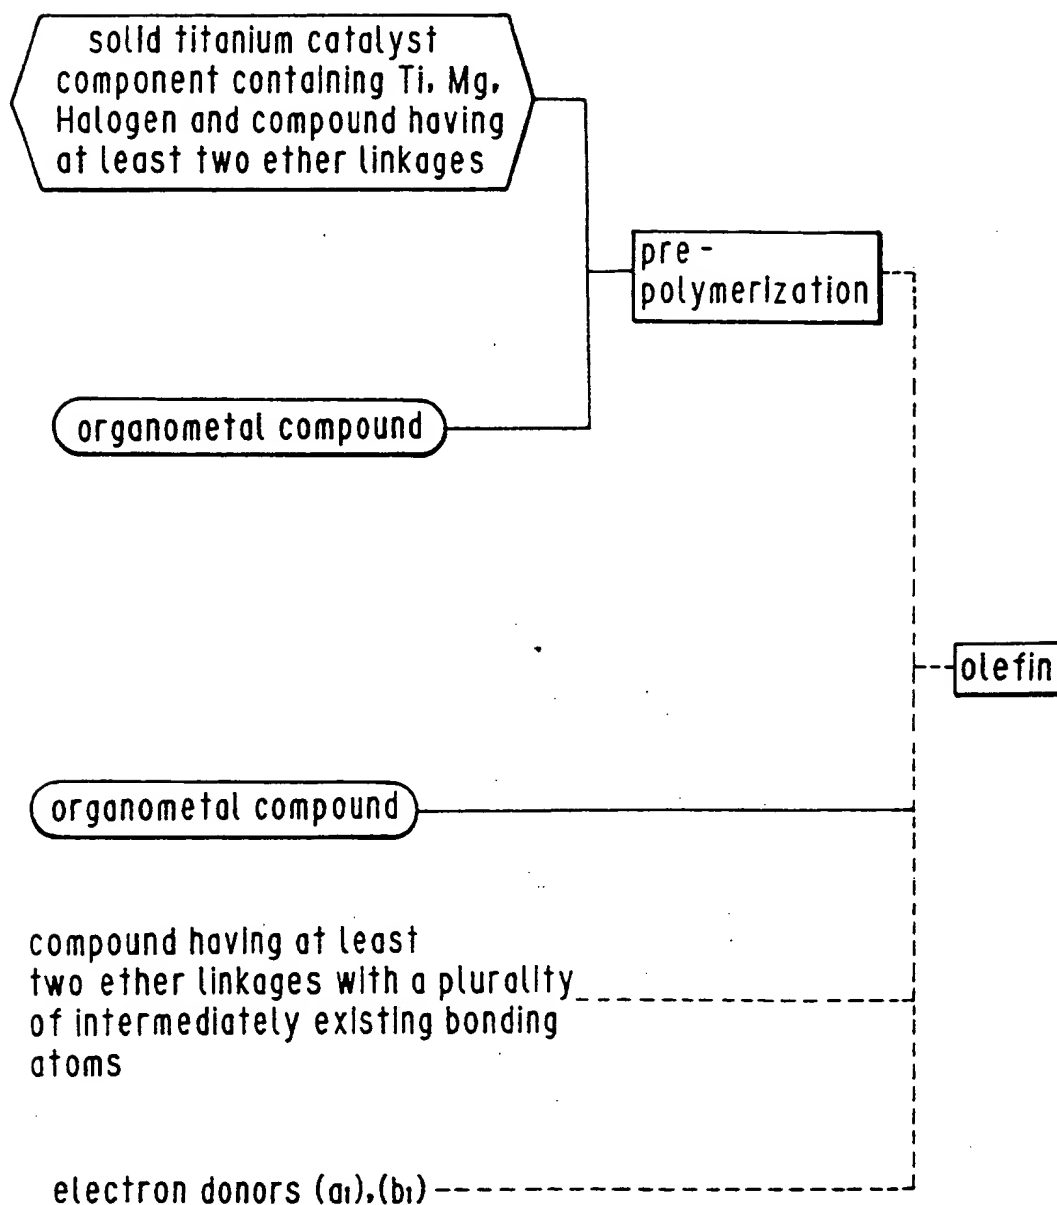 solid titanium catalyst
component containing Ti, Mg,
Halogen and compound having
at least two ether linkages
pre-
polymerization
organometal compound
olefin
organometal compound
compound having at least
two ether linkages with a plurality
of intermediately existing bonding
atoms
electron donors (a1),(b1)